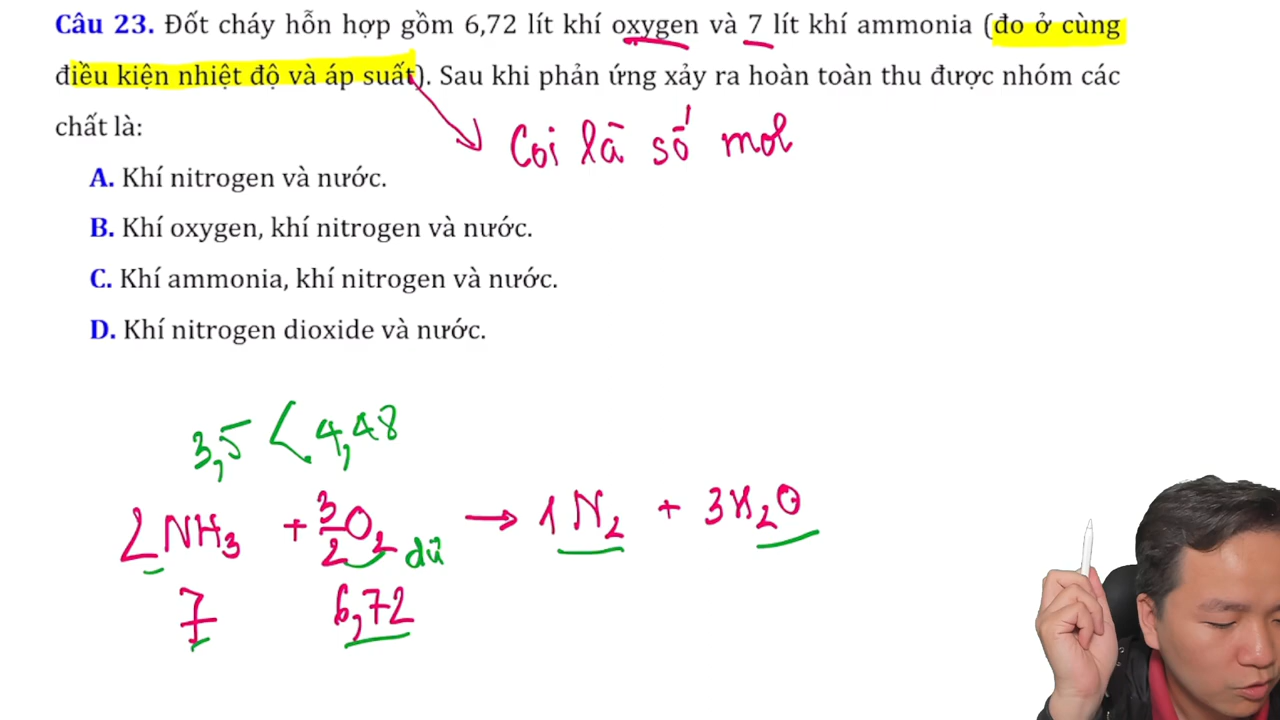 Câu 23. Đốt cháy hỗn hợp gồm 6,72 lít khí oxygen và 7 lít khí ammonia (đo ở cùng
điều kiện nhiệt độ và áp suất). Sau khi phản ứng xảy ra hoàn toàn thu được nhóm các
chất là:
Coi là số mol
A. Khí nitrogen và nước.
B. Khí oxygen, khí nitrogen và nước.
C. Khí ammonia, khí nitrogen và nước.
D. Khí nitrogen dioxide và nước.
3,5 < 4,48
2NH₃ + 3/2 O₂ dư → 1N₂ + 3H₂O
7 6,72